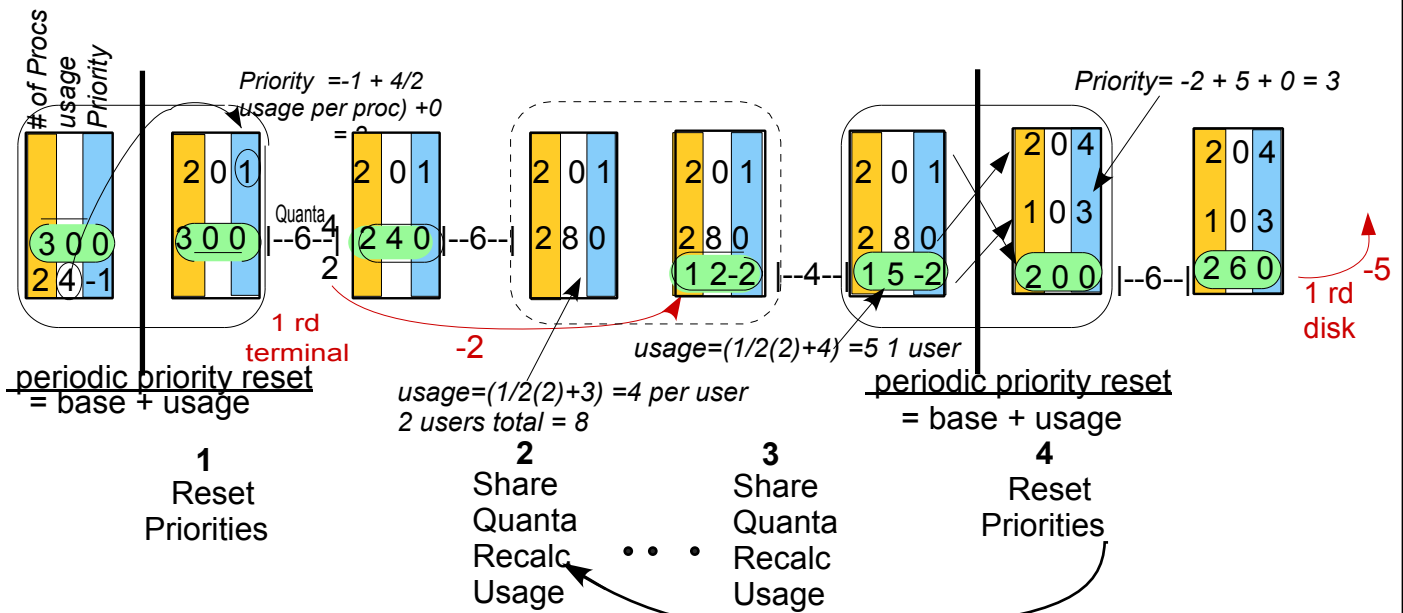 # of Procs
usage
Priority
Priority =-1 + 4/2
usage per proc) +0
Priority= -2 + 5 + 0 = 3
3 0 0
2 4 -1
2 0 1
3 0 0
Quanta
|--6--|
4
2
2 0 1
2 4 0
|--6--|
2 0 1
2 8 0
2 0 1
2 8 0
1 2-2
|--4--|
2 0 1
2 8 0
1 5 -2
2 0 4
1 0 3
2 0 0
|--6--|
2 0 4
1 0 3
2 6 0
1 rd
terminal
-2
-5
1 rd
disk
usage=(1/2(2)+4) =5 1 user
usage=(1/2(2)+3) =4 per user
2 users total = 8
periodic priority reset
= base + usage
periodic priority reset
= base + usage
1
Reset
Priorities
2
Share
Quanta
Recalc
Usage
• • •
3
Share
Quanta
Recalc
Usage
4
Reset
Priorities